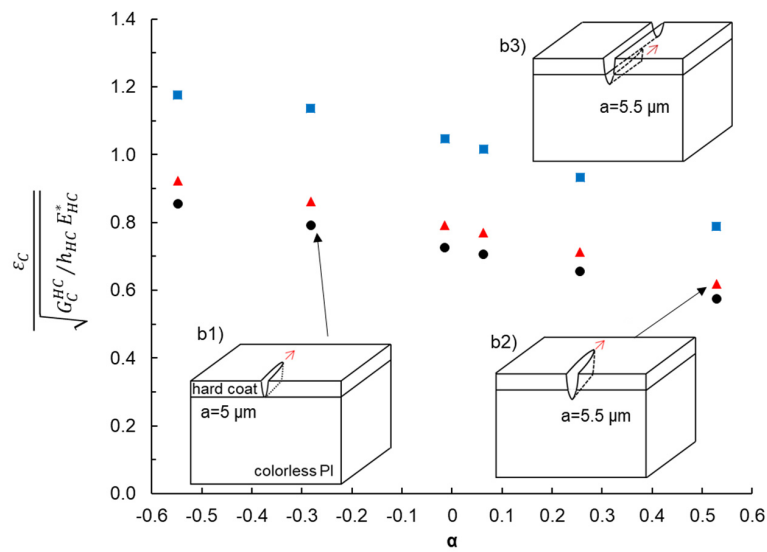 1.4
1.2
1.0
0.8
0.6
0.4
0.2
0.0
-0.6 -0.5 -0.4 -0.3 -0.2 -0.1 0 0.1 0.2 0.3 0.4 0.5 0.6
α
ε_C
√G_C^HC/h_HC E*_HC
b1)
hard coat
a=5 µm
colorless PI
b2)
a=5.5 µm
b3)
a=5.5 µm